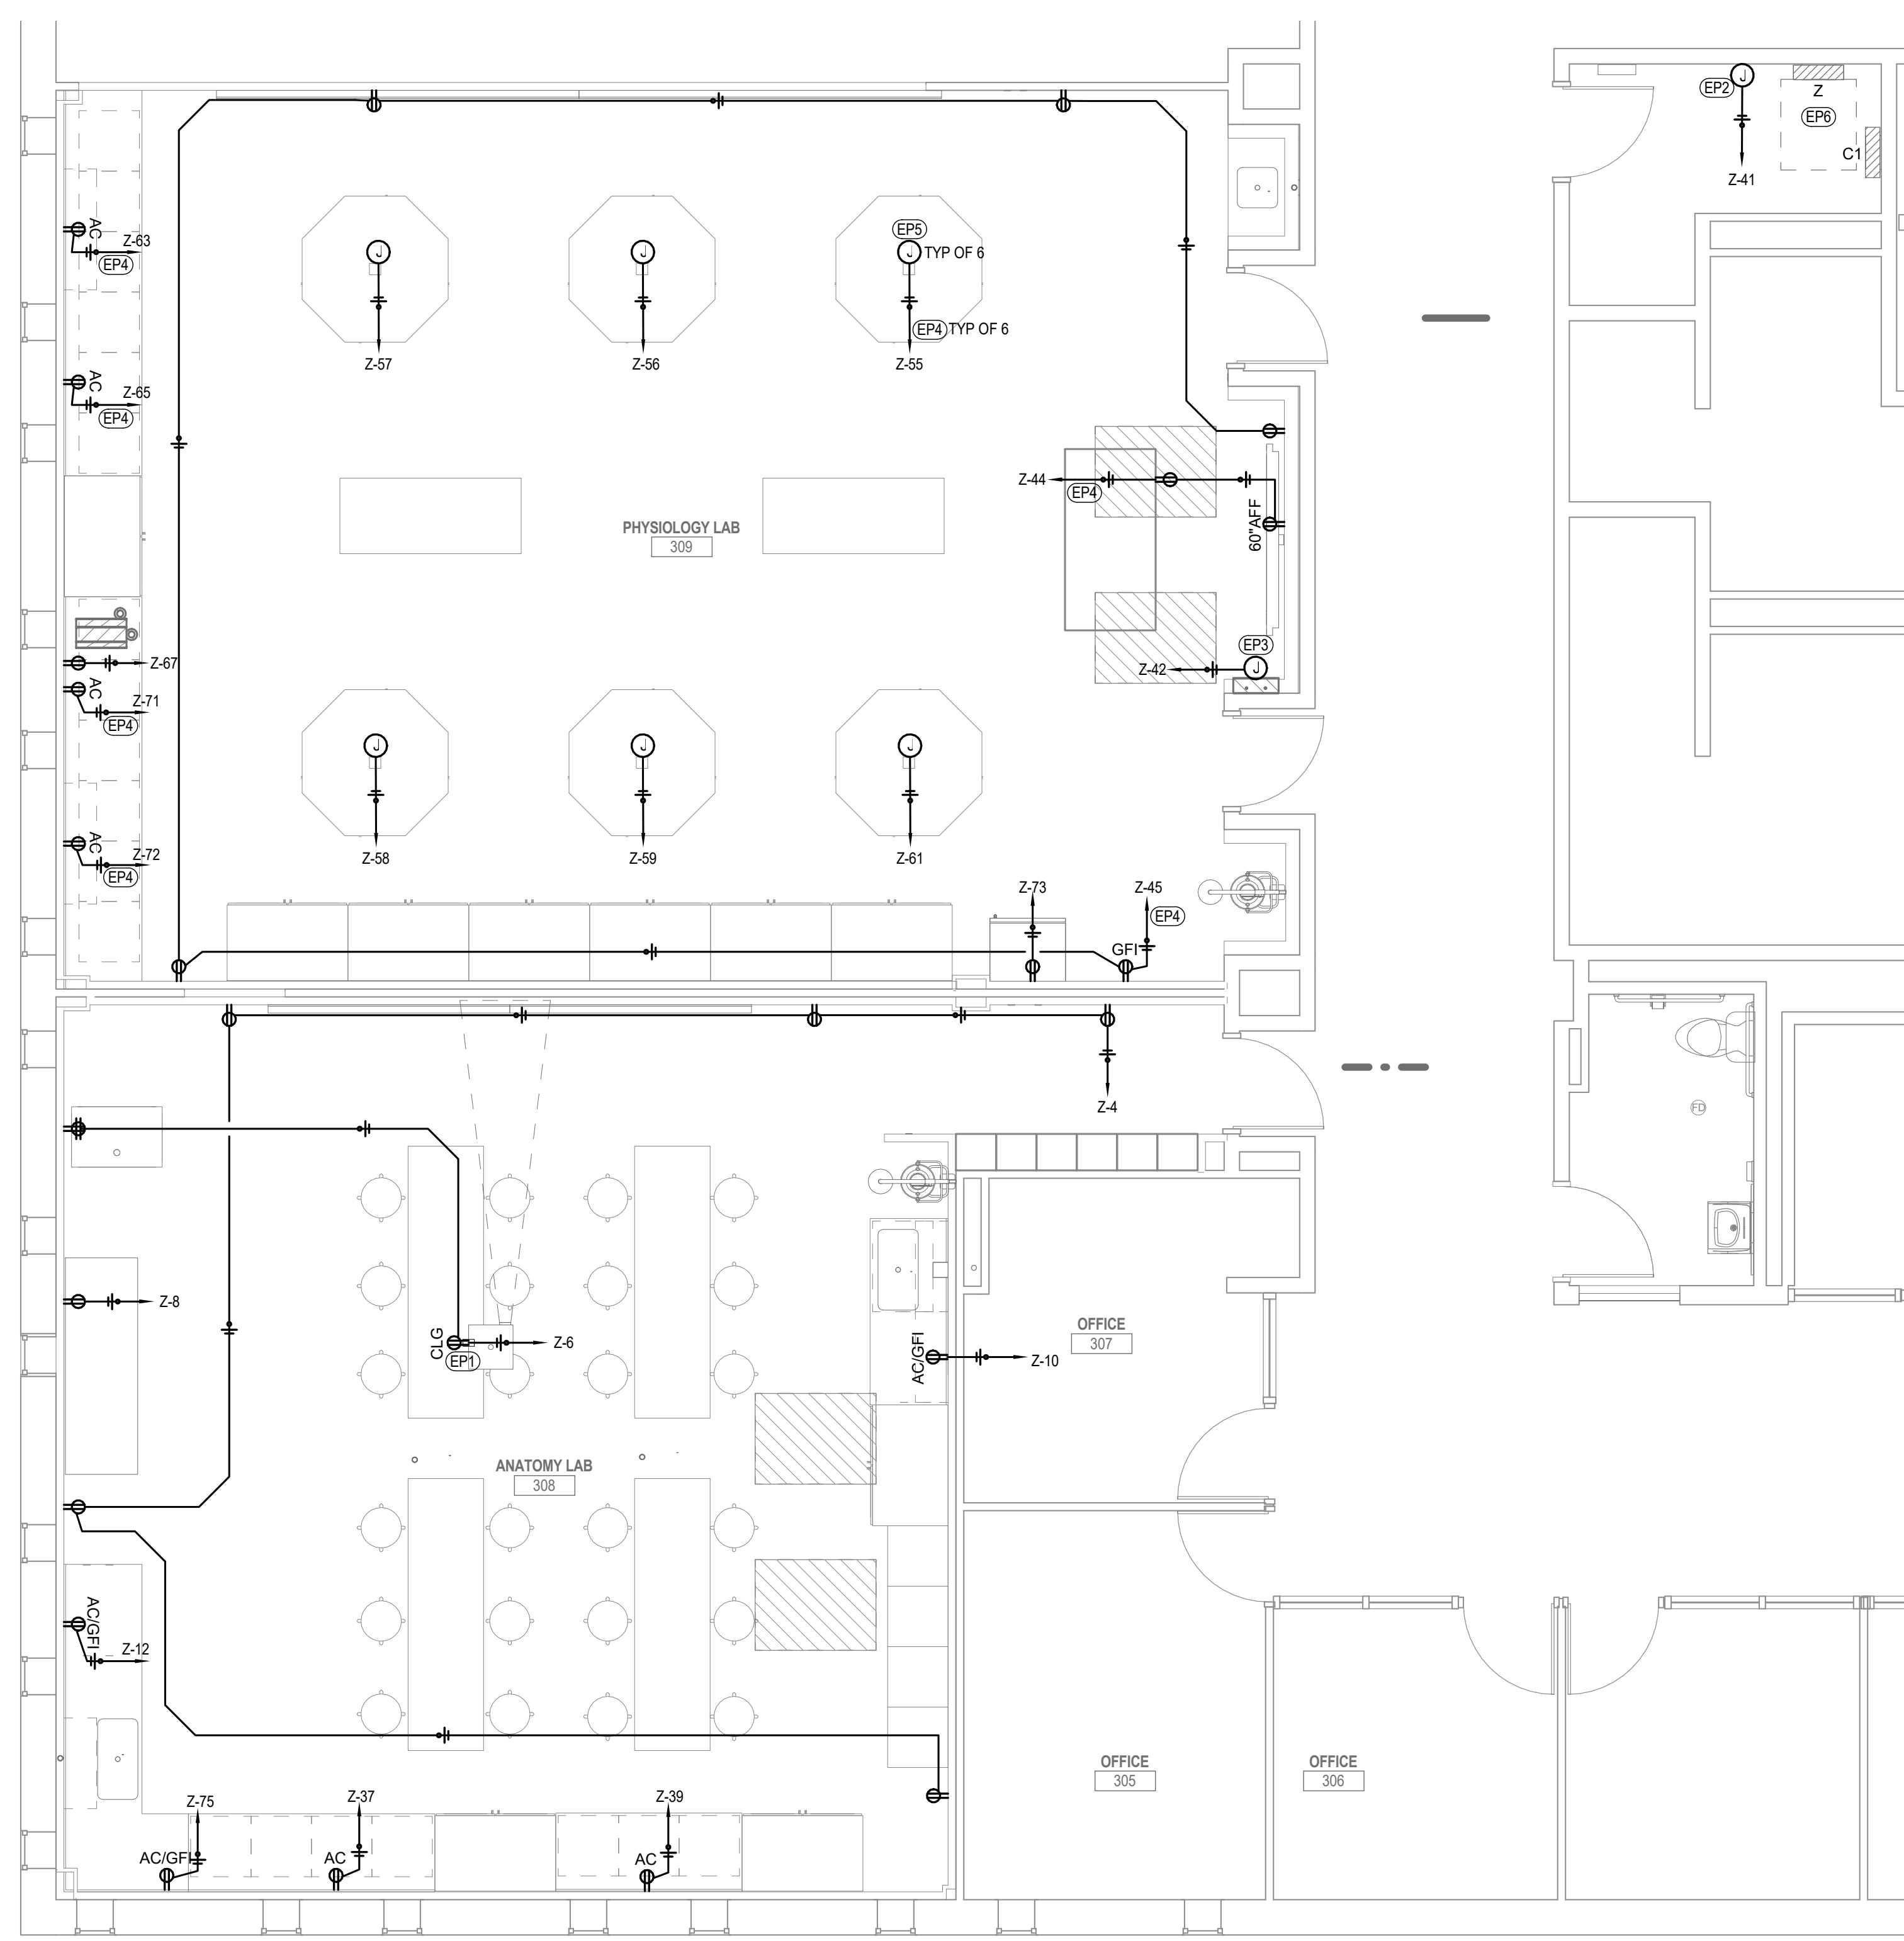 J
EP2
Z
EP6
C1
Z-41
AC
Z-63
EP4
EP5
J
J
J
TYP OF 6
EP4
TYP OF 6
Z-57
Z-56
Z-55
AC
Z-65
EP4
Z-44
EP4
60"AFF
PHYSIOLOGY LAB
309
EP3
J
Z-42
Z-67
AC
Z-71
EP4
J
J
J
AC
Z-72
EP4
Z-58
Z-59
Z-61
Z-73
Z-45
EP4
GFI
Z-4
FD
Z-8
CLG
EP1
Z-6
AC/GFI
Z-10
OFFICE
307
ANATOMY LAB
308
AC/GFI
Z-12
OFFICE
305
OFFICE
306
Z-75
Z-37
Z-39
AC/GFI
AC
AC